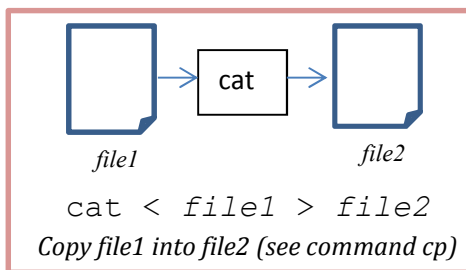 cat
file1
file2
cat < file1 > file2
Copy file1 into file2 (see command cp)